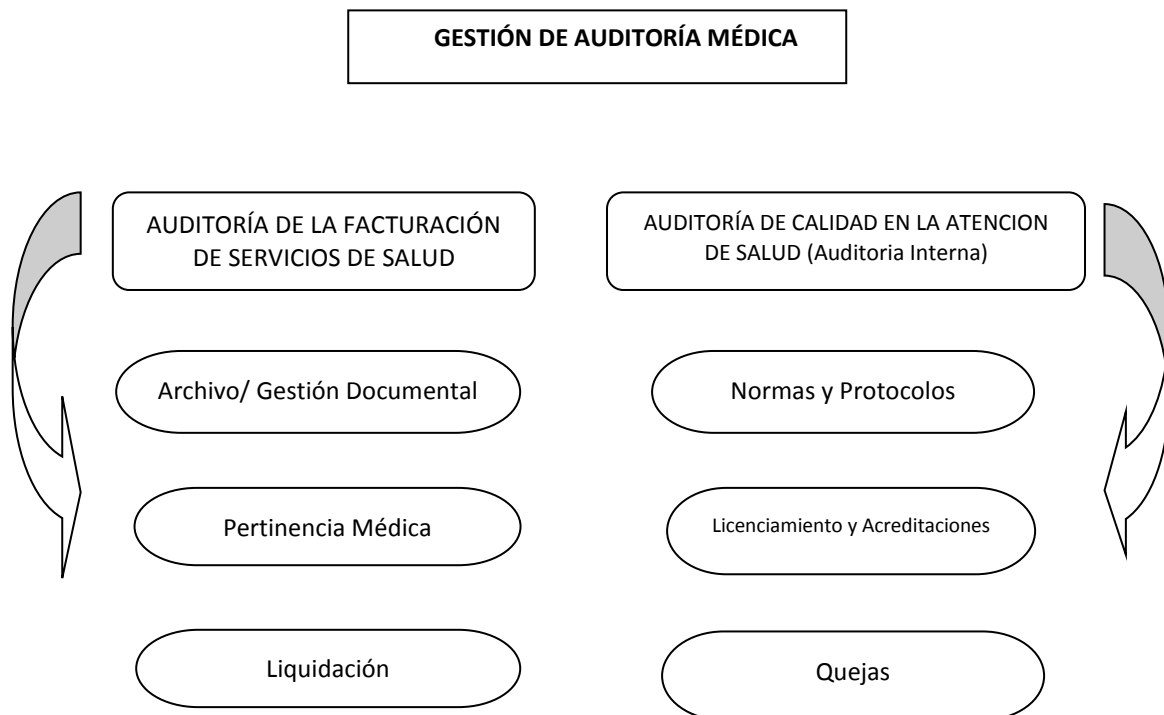 GESTIÓN DE AUDITORÍA MÉDICA
AUDITORÍA DE LA FACTURACIÓN
DE SERVICIOS DE SALUD
Archivo/ Gestión Documental
Pertinencia Médica
Liquidación
AUDITORÍA DE CALIDAD EN LA ATENCION
DE SALUD (Auditoria Interna)
Normas y Protocolos
Licenciamiento y Acreditaciones
Quejas